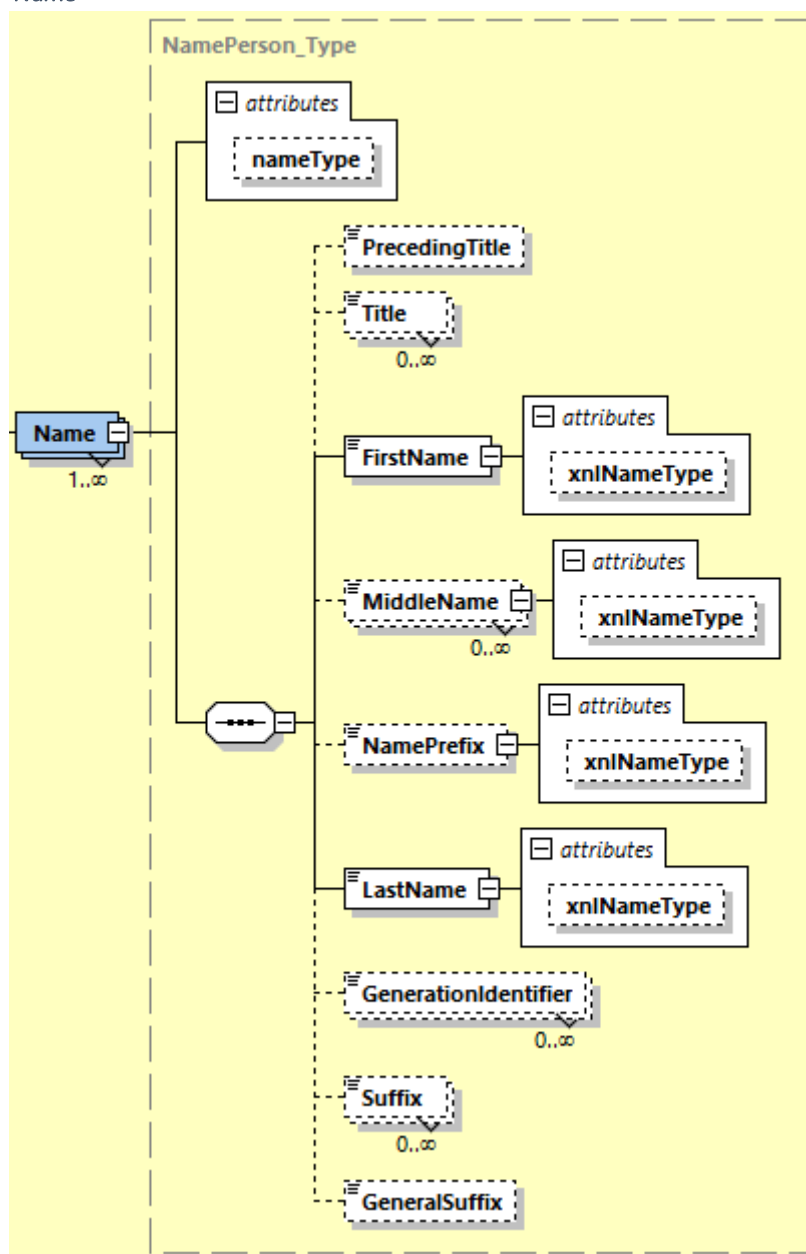 Name
NamePerson_Type
attributes
nameType
PrecedingTitle
Title
0..∞
Name
1..∞
attributes
FirstName
xnlNameType
attributes
MiddleName
xnlNameType
0..∞
attributes
NamePrefix
xnlNameType
attributes
LastName
xnlNameType
GenerationIdentifier
0..∞
Suffix
0..∞
GeneralSuffix